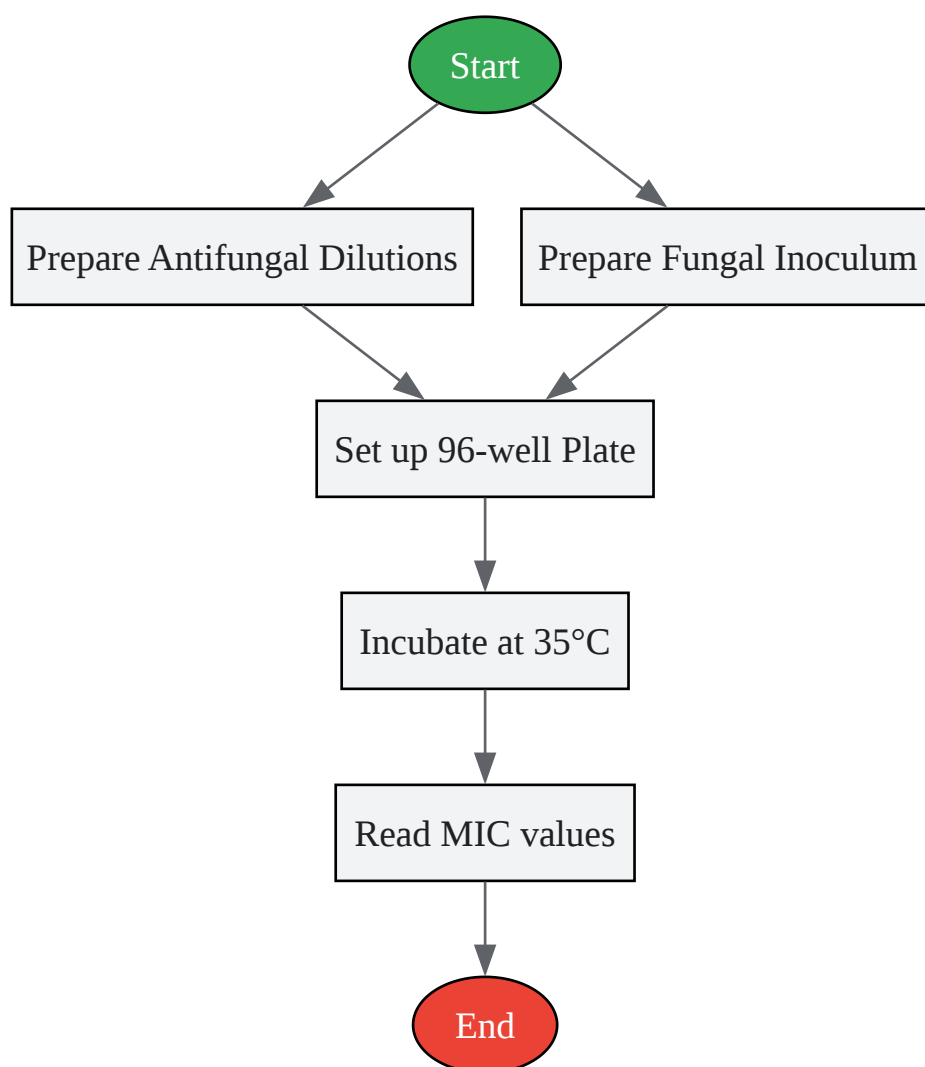 Start
Prepare Antifungal Dilutions
Prepare Fungal Inoculum
Set up 96-well Plate
Incubate at 35°C
Read MIC values
End